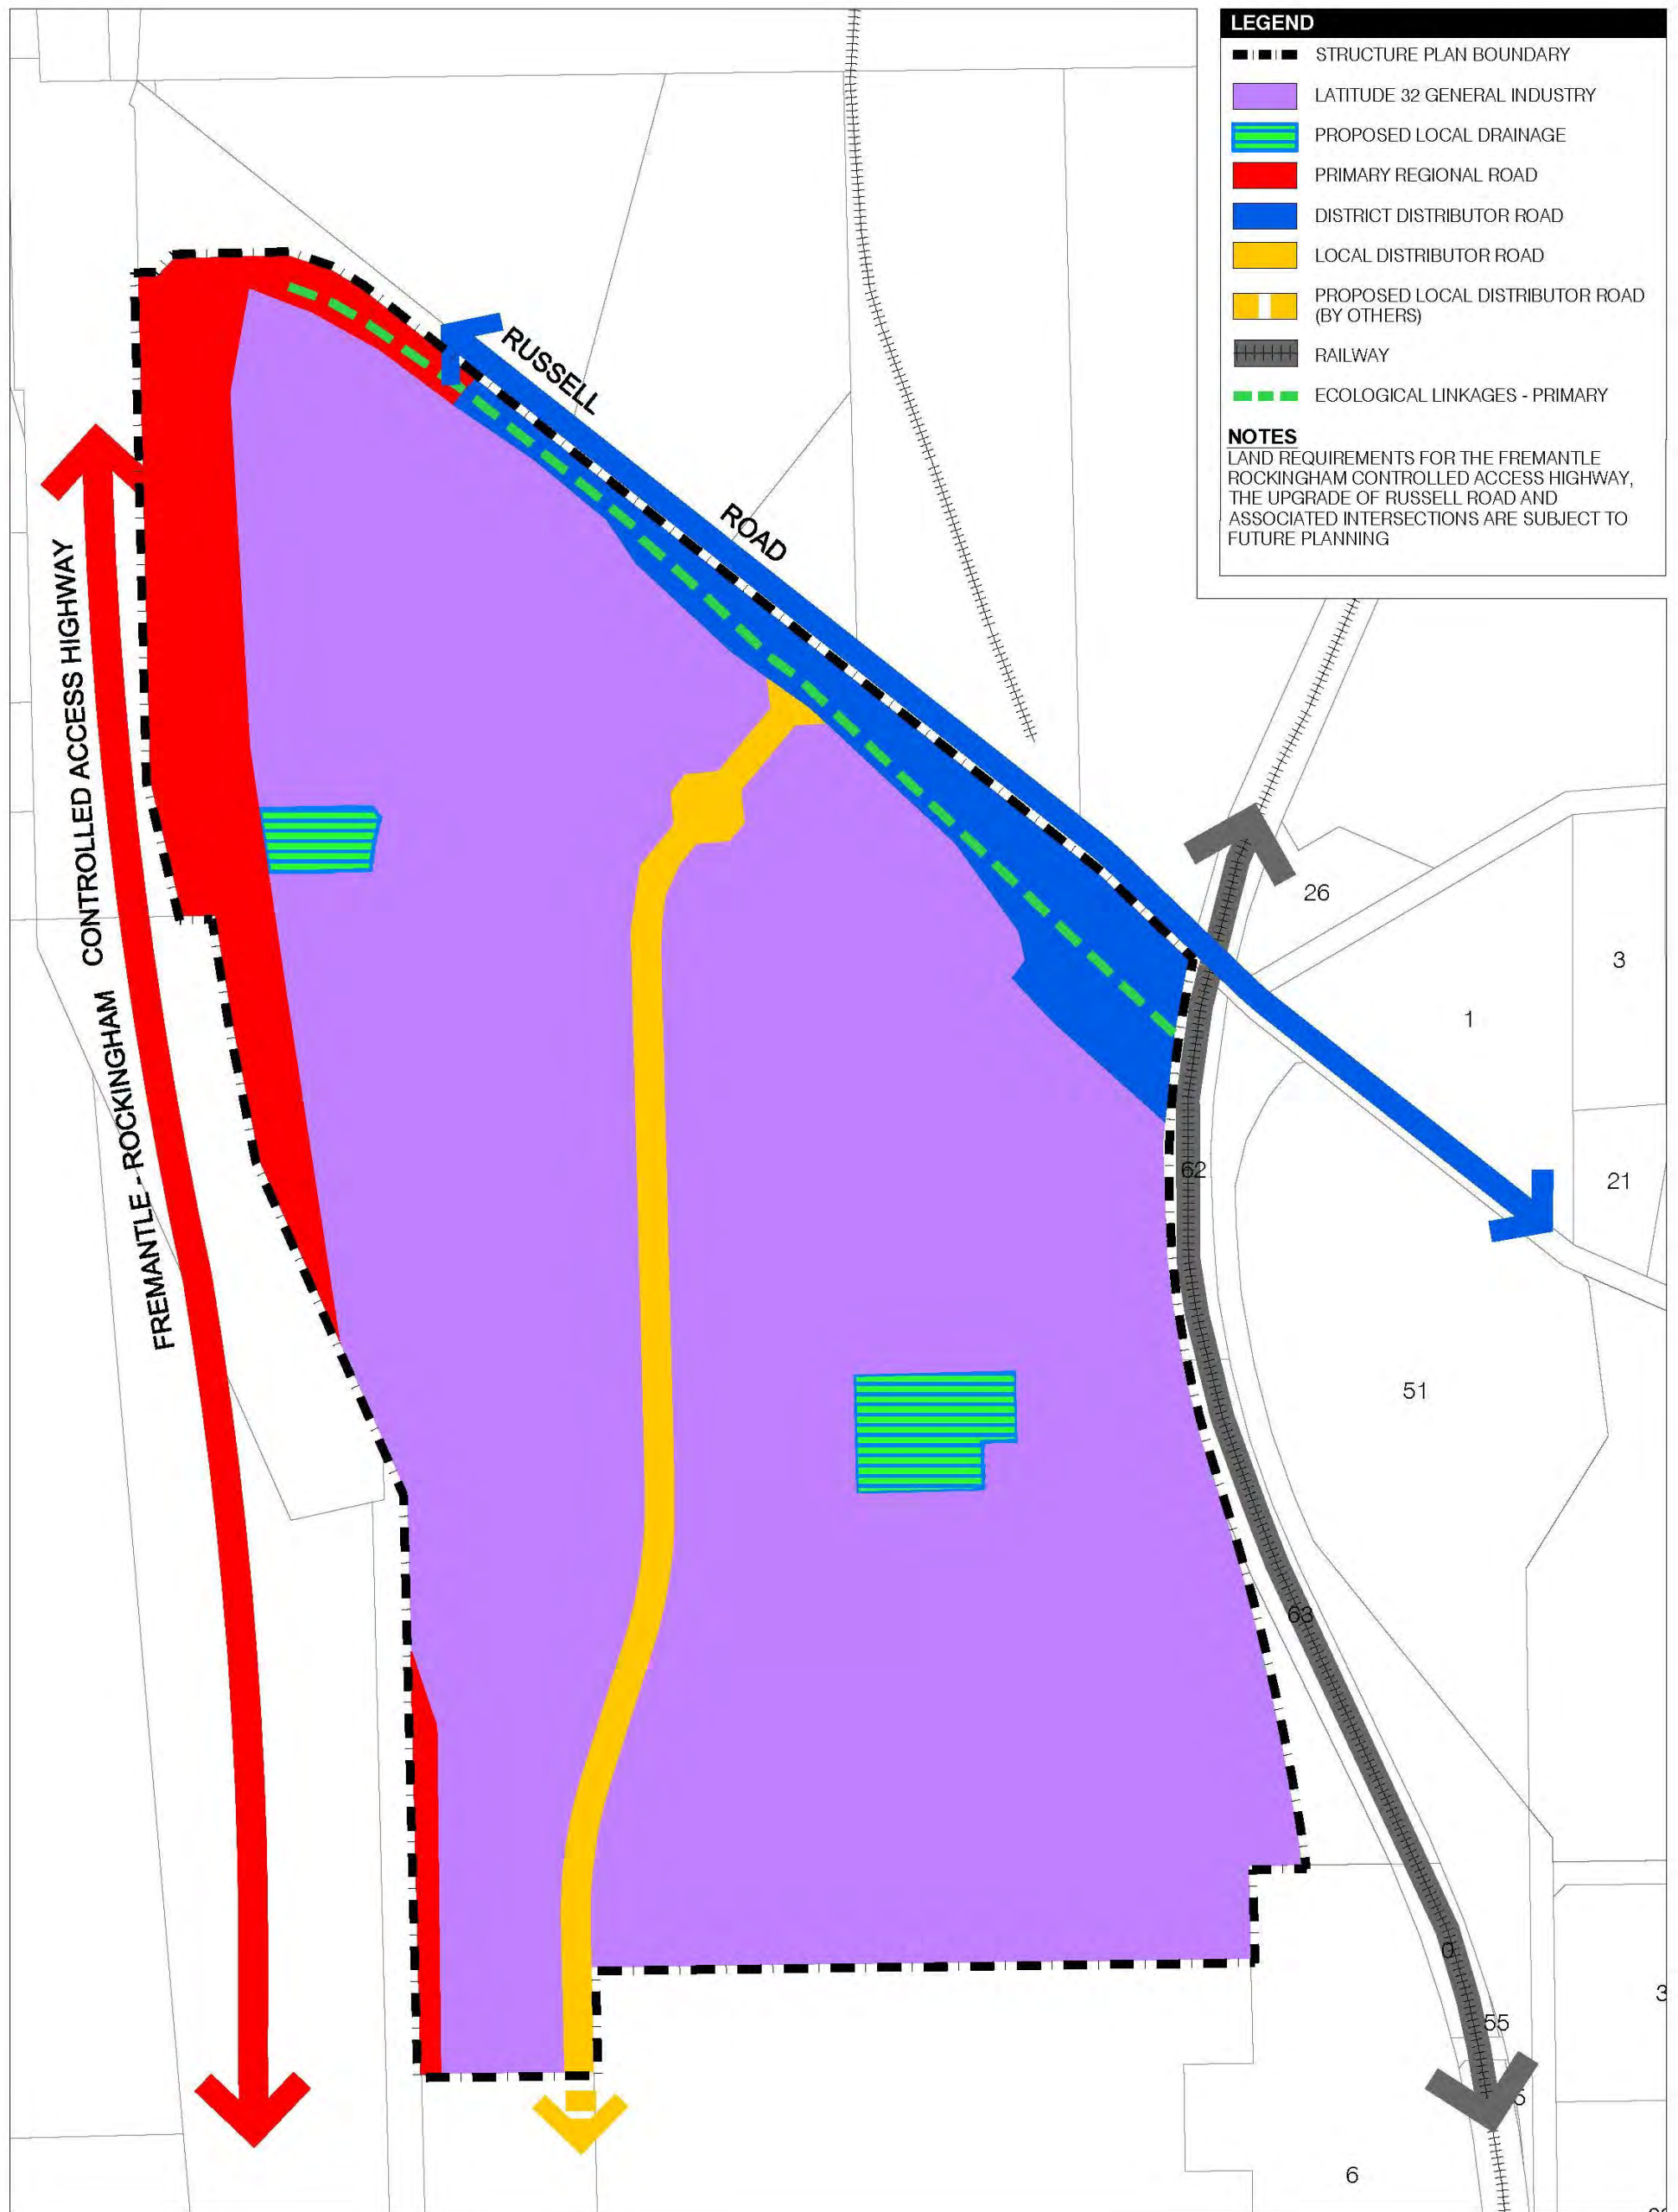 LEGEND
STRUCTURE PLAN BOUNDARY
LATITUDE 32 GENERAL INDUSTRY
PROPOSED LOCAL DRAINAGE
PRIMARY REGIONAL ROAD
DISTRICT DISTRIBUTOR ROAD
LOCAL DISTRIBUTOR ROAD
PROPOSED LOCAL DISTRIBUTOR ROAD
(BY OTHERS)
RAILWAY
ECOLOGICAL LINKAGES - PRIMARY
NOTES
LAND REQUIREMENTS FOR THE FREMANTLE
ROCKINGHAM CONTROLLED ACCESS HIGHWAY,
THE UPGRADE OF RUSSELL ROAD AND
ASSOCIATED INTERSECTIONS ARE SUBJECT TO
FUTURE PLANNING
RUSSELL ROAD
FREMANTLE - ROCKINGHAM CONTROLLED ACCESS HIGHWAY
26
3
1
62
21
51
63
0
3
55
6